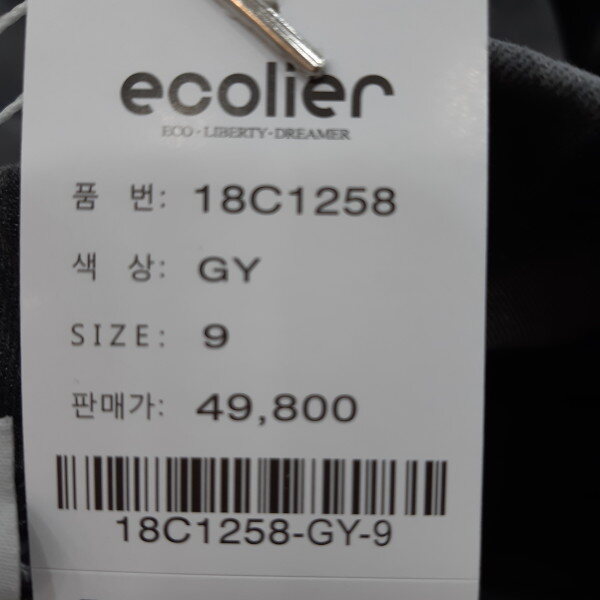 ecolier
ECO · LIBERTY · DREAMER
품 번: 18C1258
색 상: GY
SIZE: 9
판매가: 49,800
18C1258-GY-9